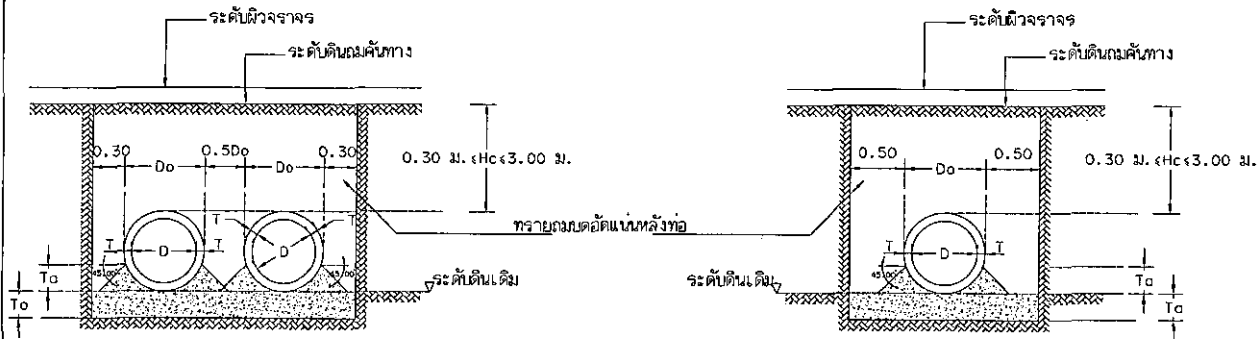 ระดับผิวจราจร
ระดับดินถมคันทาง
0.30 Do 0.5Do Do 0.30
0.30 ม.≤Hc≤3.00 ม.
T D T T D T
45.00 45.00
Ta
To
ทรายถมบดอัดแน่นหลังท่อ
ระดับดินเดิม
ระดับผิวจราจร
ระดับดินถมคันทาง
0.50 Do 0.50
0.30 ม.≤Hc≤3.00 ม.
T D T
45.00
Ta
Ta
ระดับดินเดิม